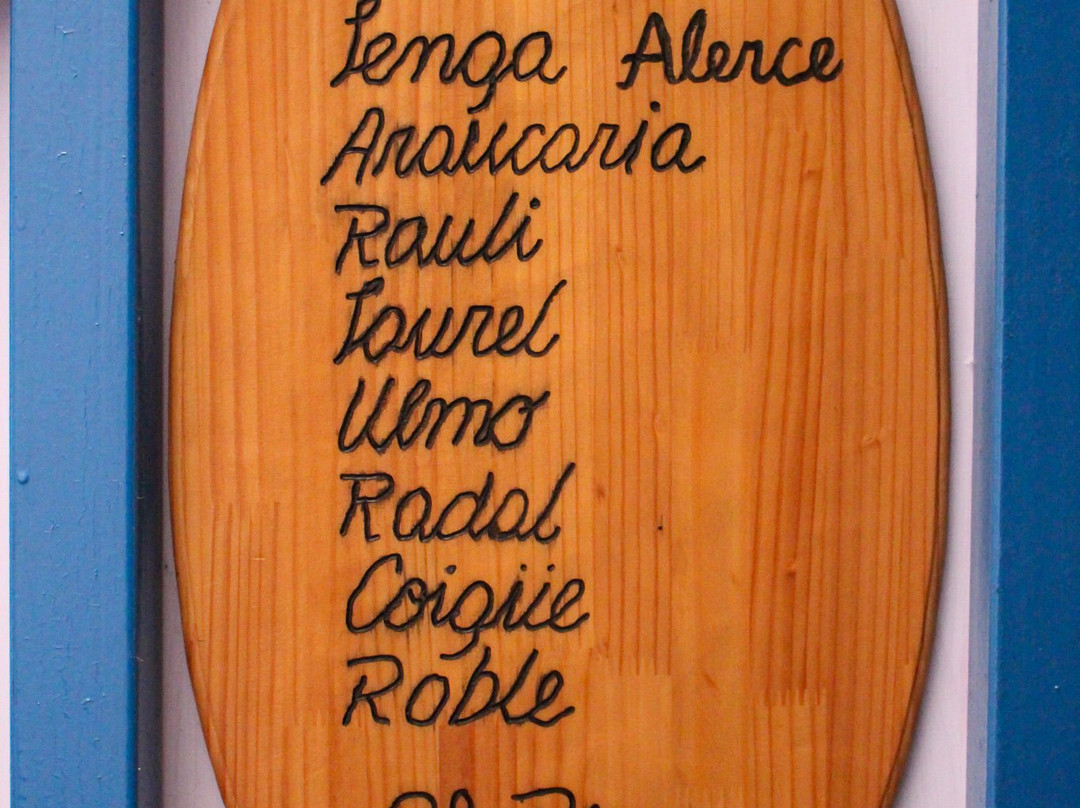 Lenga Alerce
Araucaria
Rauli
Laurel
Ulmo
Radal
Coigüe
Roble